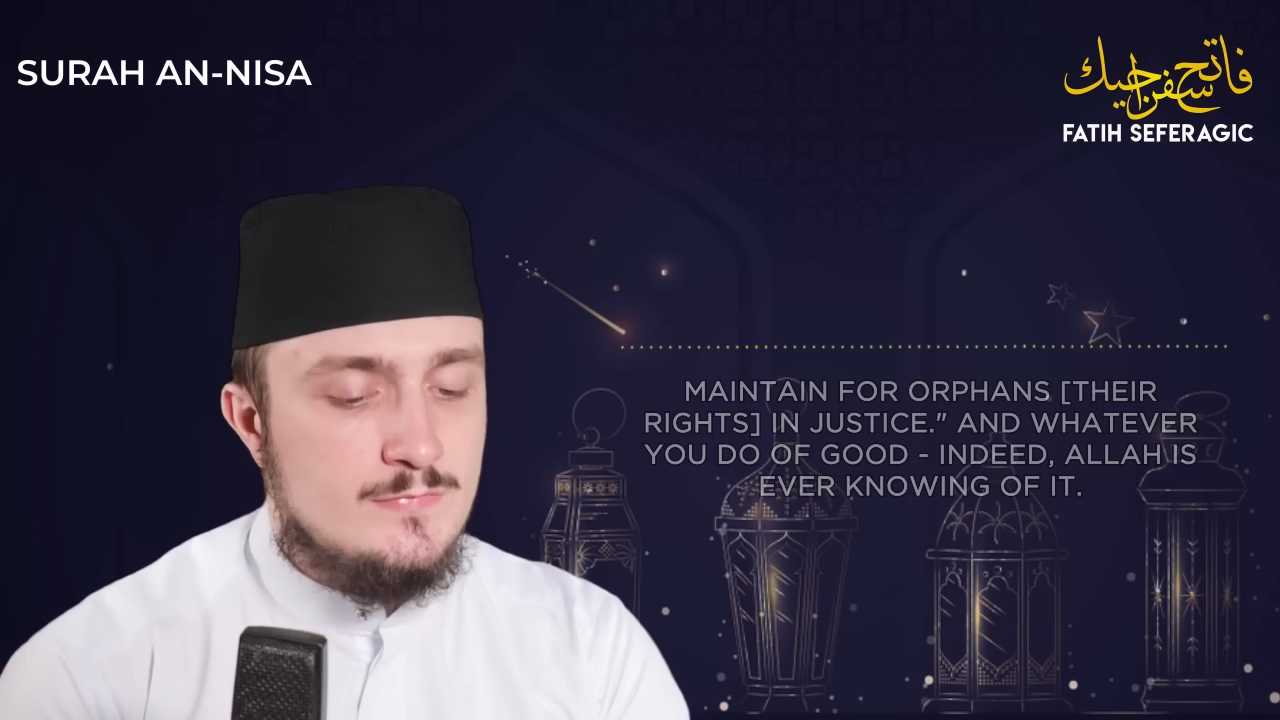 SURAH AN-NISA
فاتح سفراجيك
FATIH SEFERAGIC
MAINTAIN FOR ORPHANS [THEIR
RIGHTS] IN JUSTICE." AND WHATEVER
YOU DO OF GOOD - INDEED, ALLAH IS
EVER KNOWING OF IT.